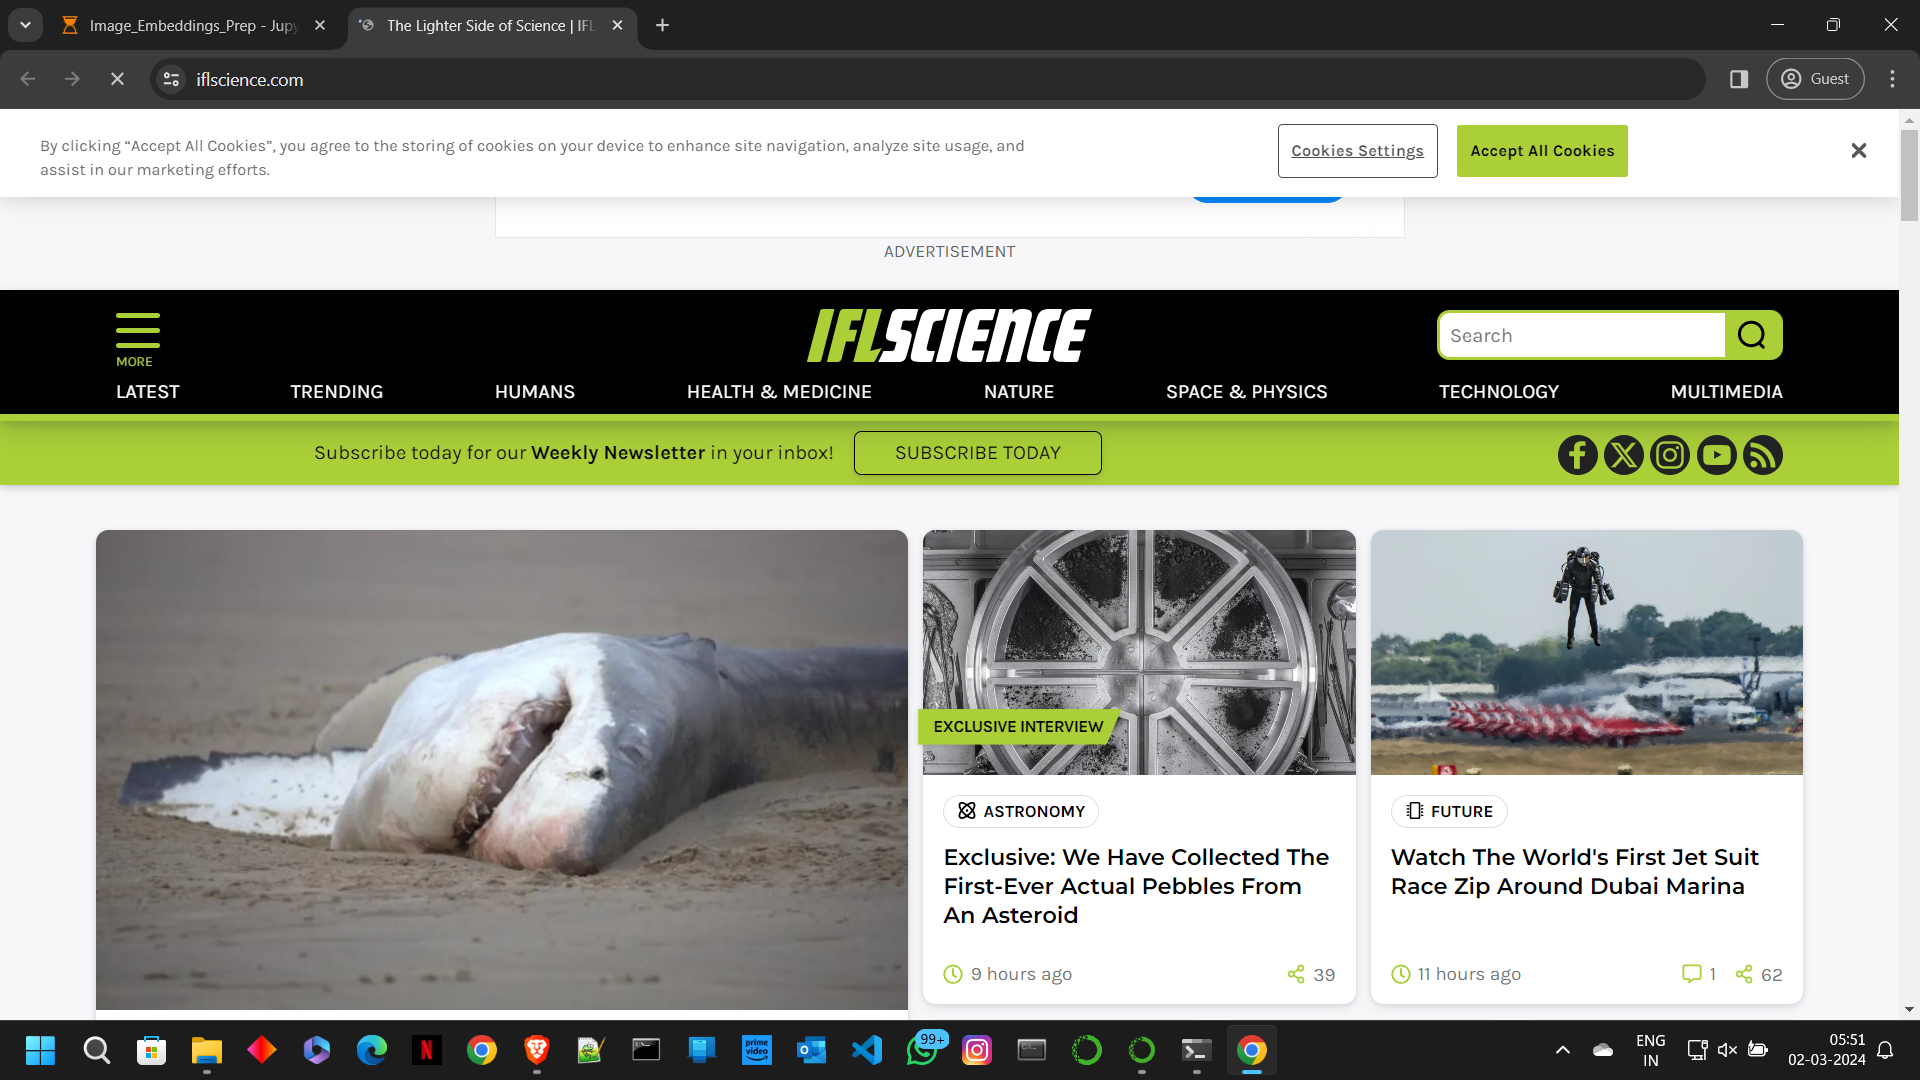 Image_Embeddings_Prep - Jupy
The Lighter Side of Science | IFL
iflscience.com
Guest
By clicking “Accept All Cookies”, you agree to the storing of cookies on your device to enhance site navigation, analyze site usage, and
assist in our marketing efforts.
Cookies Settings
Accept All Cookies
ADVERTISEMENT
MORE
IFLSCIENCE
Search
LATEST
TRENDING
HUMANS
HEALTH & MEDICINE
NATURE
SPACE & PHYSICS
TECHNOLOGY
MULTIMEDIA
Subscribe today for our Weekly Newsletter in your inbox!
SUBSCRIBE TODAY
EXCLUSIVE INTERVIEW
ASTRONOMY
Exclusive: We Have Collected The
First-Ever Actual Pebbles From
An Asteroid
9 hours ago
39
FUTURE
Watch The World's First Jet Suit
Race Zip Around Dubai Marina
11 hours ago
1
62
prime
video
99+
ENG
IN
05:51
02-03-2024